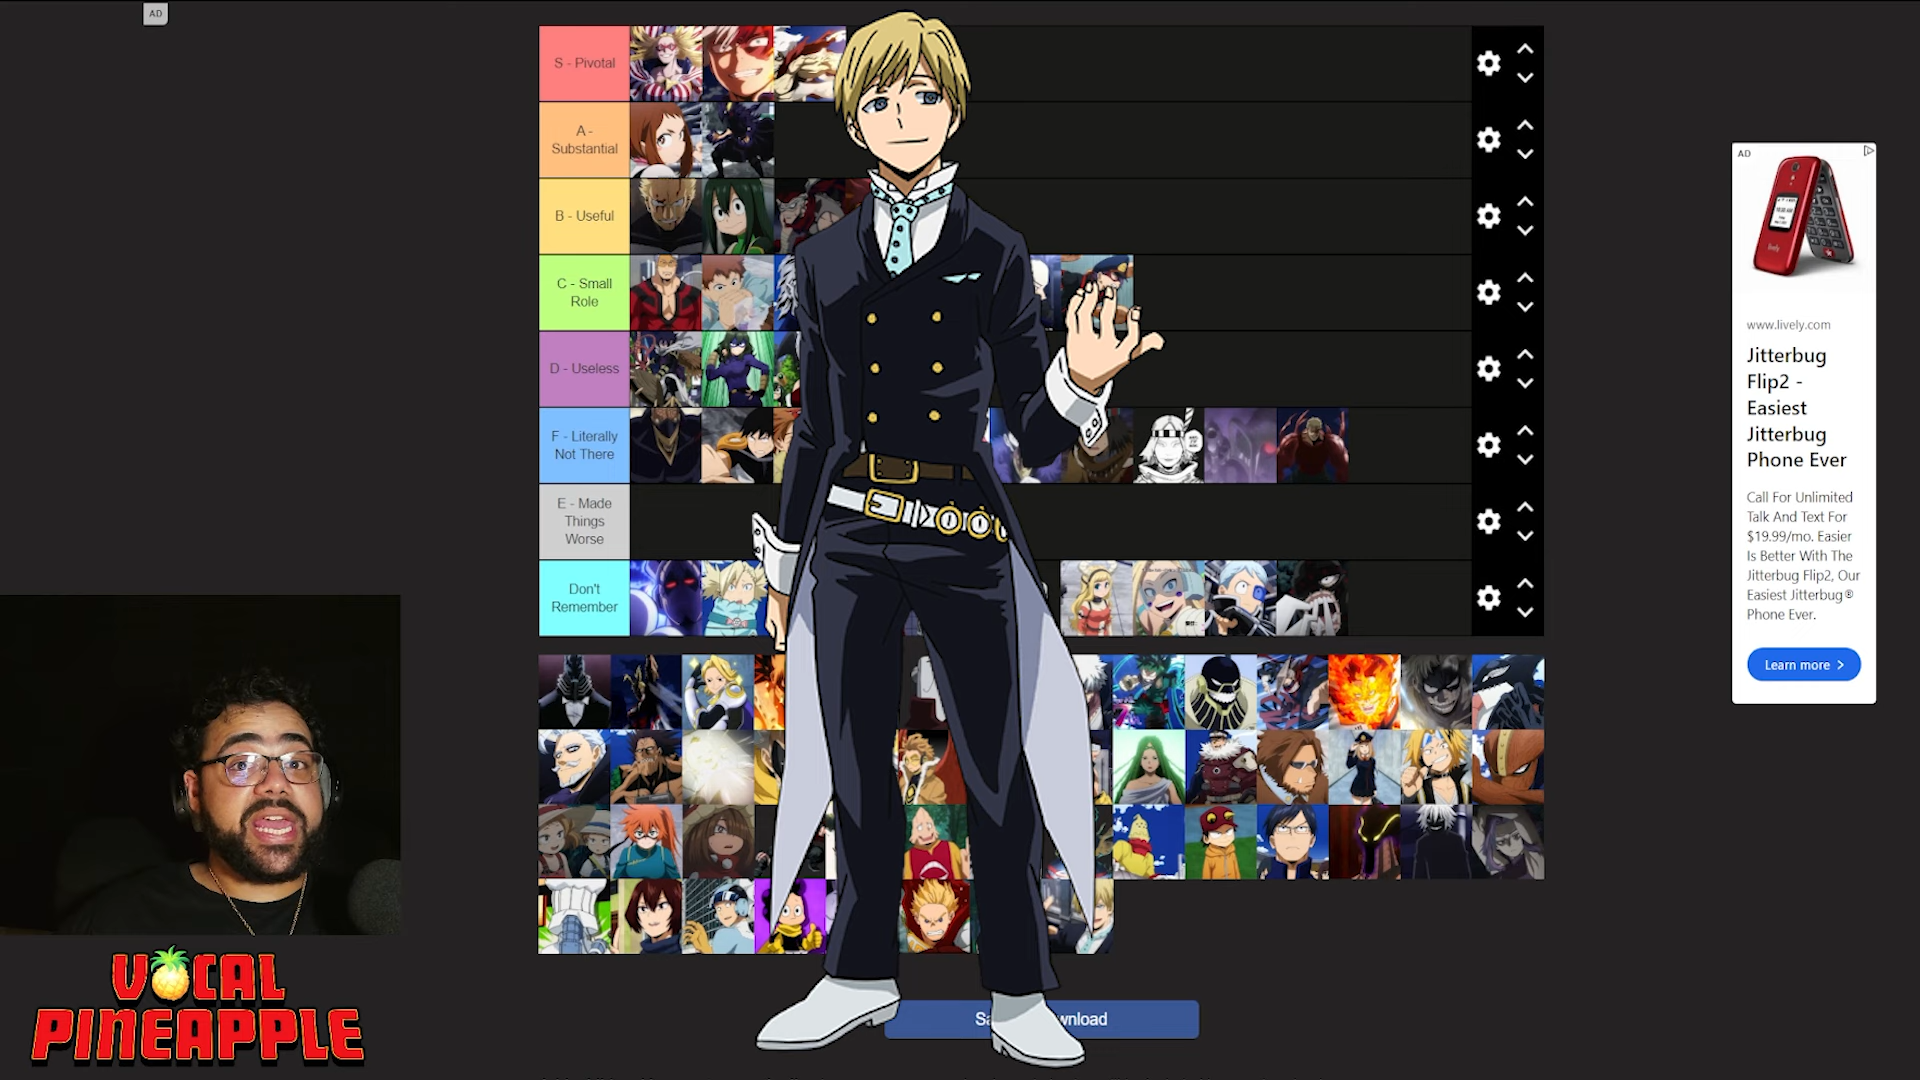 AD
S - Pivotal
A -
Substantial
B - Useful
C - Small
Role
D - Useless
F - Literally
Not There
E - Made
Things
Worse
Don't
Remember
AD
www.lively.com
Jitterbug
Flip2 -
Easiest
Jitterbug
Phone Ever
Call For Unlimited
Talk And Text For
$19.99/mo. Easier
Is Better With The
Jitterbug Flip2, Our
Easiest Jitterbug®
Phone Ever.
Learn more >
VOCAL
PINEAPPLE